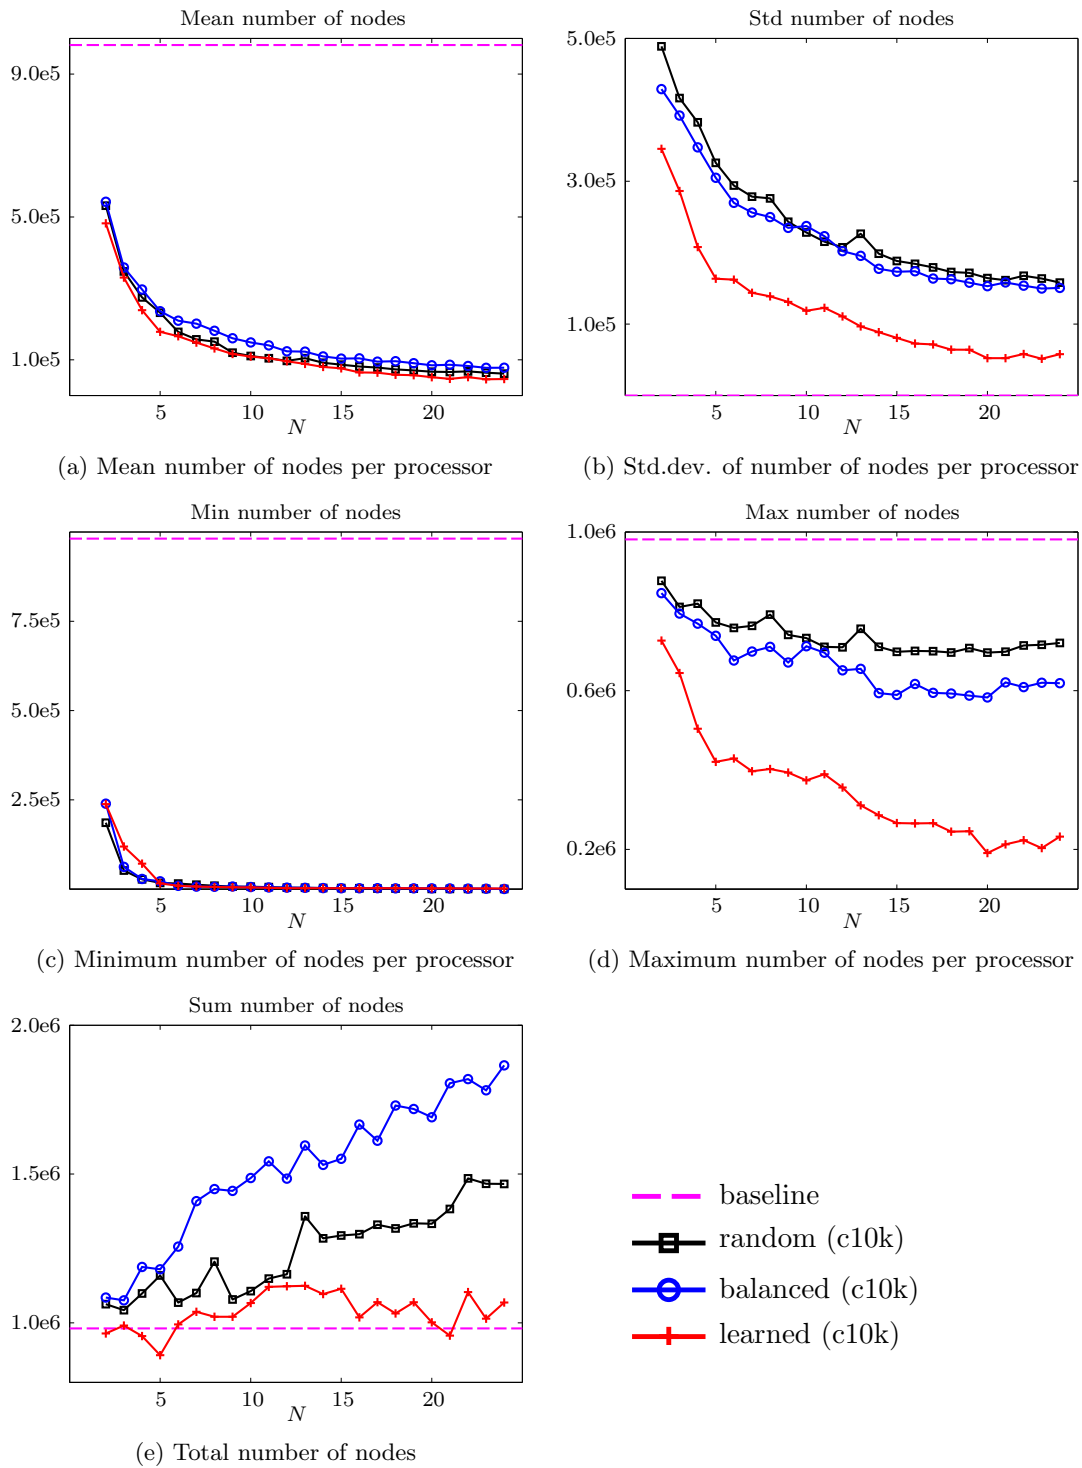 Mean number of nodes
9.0e5
5.0e5
1.0e5
5 10 15 20
N
(a) Mean number of nodes per processor
Std number of nodes
5.0e5
3.0e5
1.0e5
5 10 15 20
N
(b) Std.dev. of number of nodes per processor
Min number of nodes
7.5e5
5.0e5
2.5e5
5 10 15 20
N
(c) Minimum number of nodes per processor
Max number of nodes
1.0e6
0.6e6
0.2e6
5 10 15 20
N
(d) Maximum number of nodes per processor
Sum number of nodes
2.0e6
1.5e6
1.0e6
5 10 15 20
N
(e) Total number of nodes
baseline
random (c10k)
balanced (c10k)
learned (c10k)